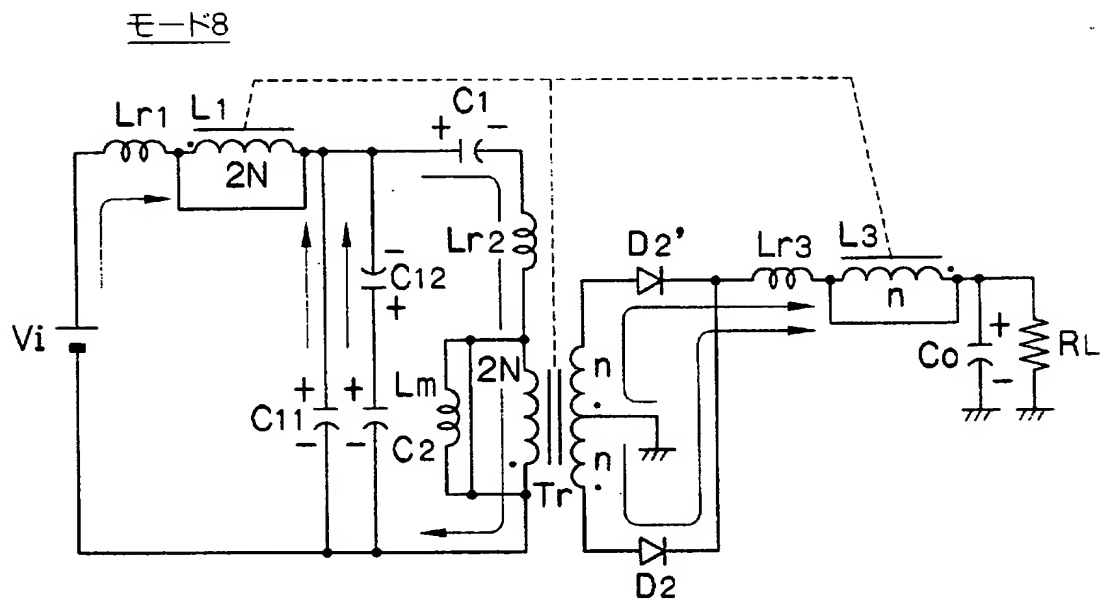 モード8
Lr1
L1
2N
C1
+
-
Lr2
-
C12
+
D2'
Lr3
L3
n
Vi
Co
+
-
RL
Lm
2N
n
C11
+
-
+
-
C2
n
Tr
D2